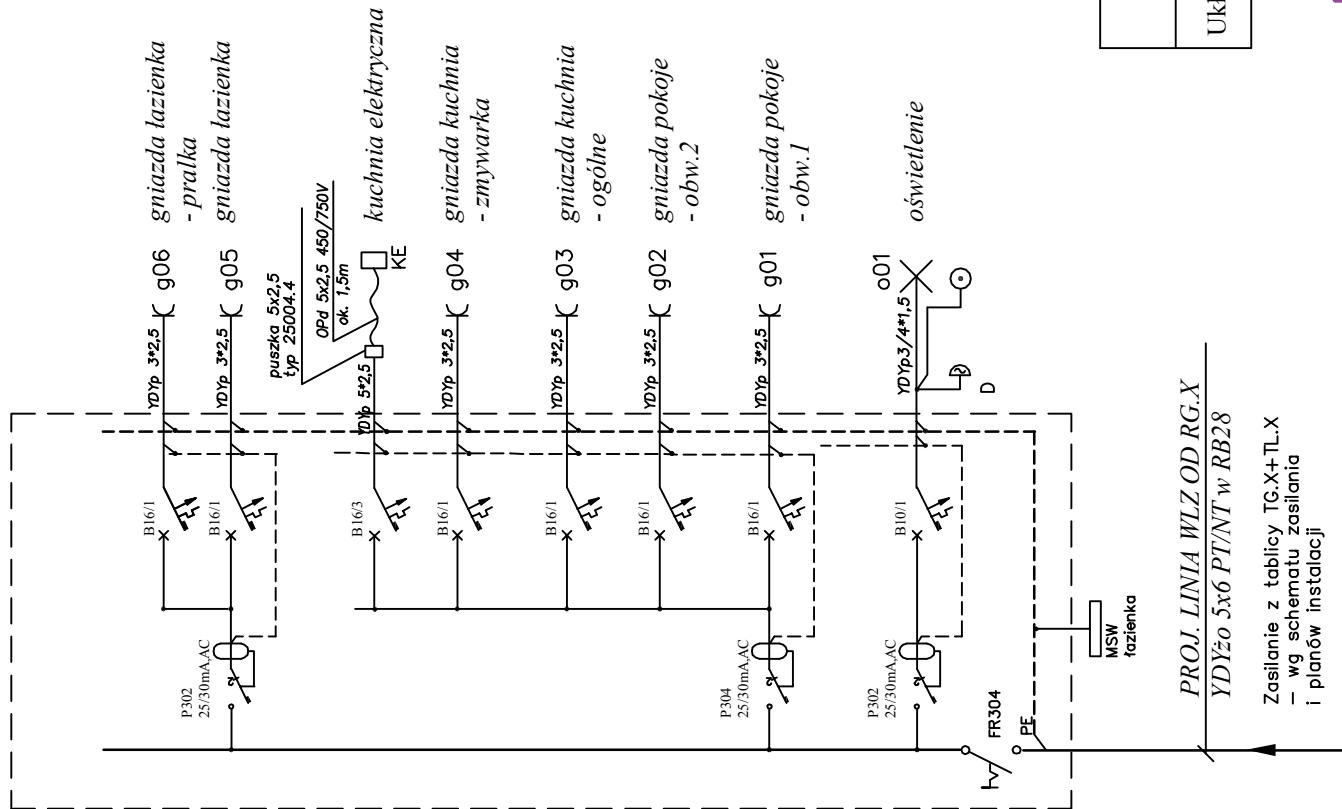 g06
gniazda łazienka
- pralka
g05
gniazda łazienka
kuchnia elektryczna
KE
g04
gniazda kuchnia
- zmywarka
g03
gniazda kuchnia
- ogólne
g02
gniazda pokoje
- obw.2
g01
gniazda pokoje
- obw.1
o01
oświetlenie
D
YDYp 3*2,5
YDYp 3*2,5
puszka 5x2,5
typ 25004.4
OPd 5x2,5 450/750V
ok. 1,5m
YDYp 5*2,5
YDYp 3*2,5
YDYp 3*2,5
YDYp 3*2,5
YDYp 3*2,5
YDYp3/4*1,5
B16/1
B16/1
B16/3
B16/1
B16/1
B16/1
B16/1
B10/1
P302
25/30mA,AC
P304
25/30mA,AC
P302
25/30mA,AC
FR304
PE
MSW
łazienka
PROJ. LINIA WLZ OD RG.X
YDYżo 5x6 PT/NT w RB28
Zasilanie z tablicy TG.X+TL.X
– wg schematu zasilania
i planów instalacji